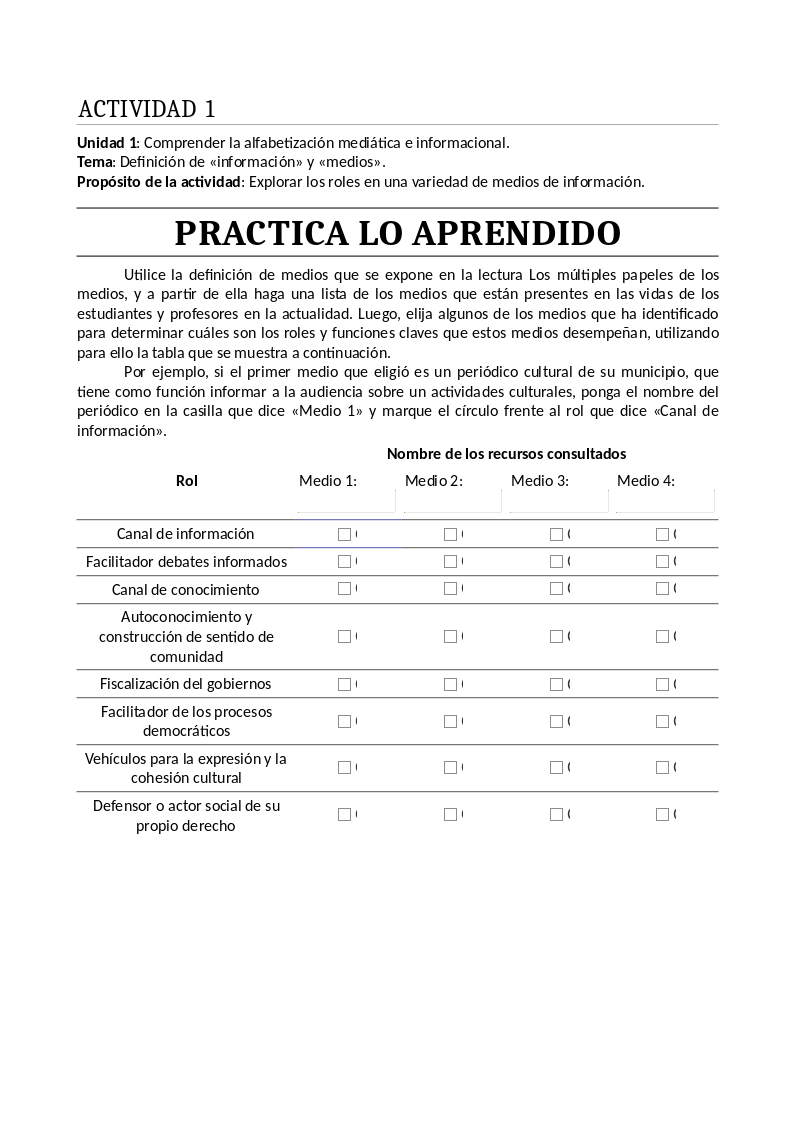 ACTIVIDAD 1
Unidad 1: Comprender la alfabetización mediática e informacional.
Tema: Definición de «información» y «medios».
Propósito de la actividad: Explorar los roles en una variedad de medios de información.
PRACTICA LO APRENDIDO
Utilice la definición de medios que se expone en la lectura Los múltiples papeles de los
medios, y a partir de ella haga una lista de los medios que están presentes en las vidas de los
estudiantes y profesores en la actualidad. Luego, elija algunos de los medios que ha identificado
para determinar cuáles son los roles y funciones claves que estos medios desempeñan, utilizando
para ello la tabla que se muestra a continuación.
Por ejemplo, si el primer medio que eligió es un periódico cultural de su municipio, que
tiene como función informar a la audiencia sobre un actividades culturales, ponga el nombre del
periódico en la casilla que dice «Medio 1» y marque el círculo frente al rol que dice «Canal de
información».
Nombre de los recursos consultados
Rol Medio 1: Medio 2: Medio 3: Medio 4:
Canal de información
Facilitador debates informados
Canal de conocimiento
Autoconocimiento y
construcción de sentido de
comunidad
Fiscalización del gobiernos
Facilitador de los procesos
democráticos
Vehículos para la expresión y la
cohesión cultural
Defensor o actor social de su
propio derecho